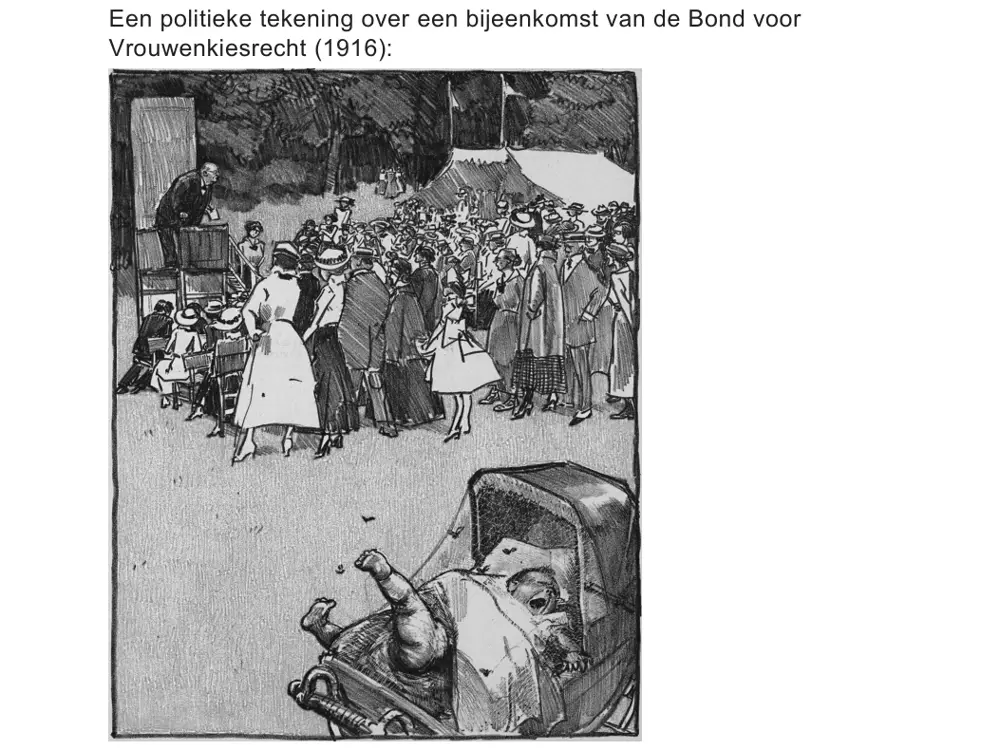 Een politieke tekening over een bijeenkomst van de Bond voor
Vrouwenkiesrecht (1916):